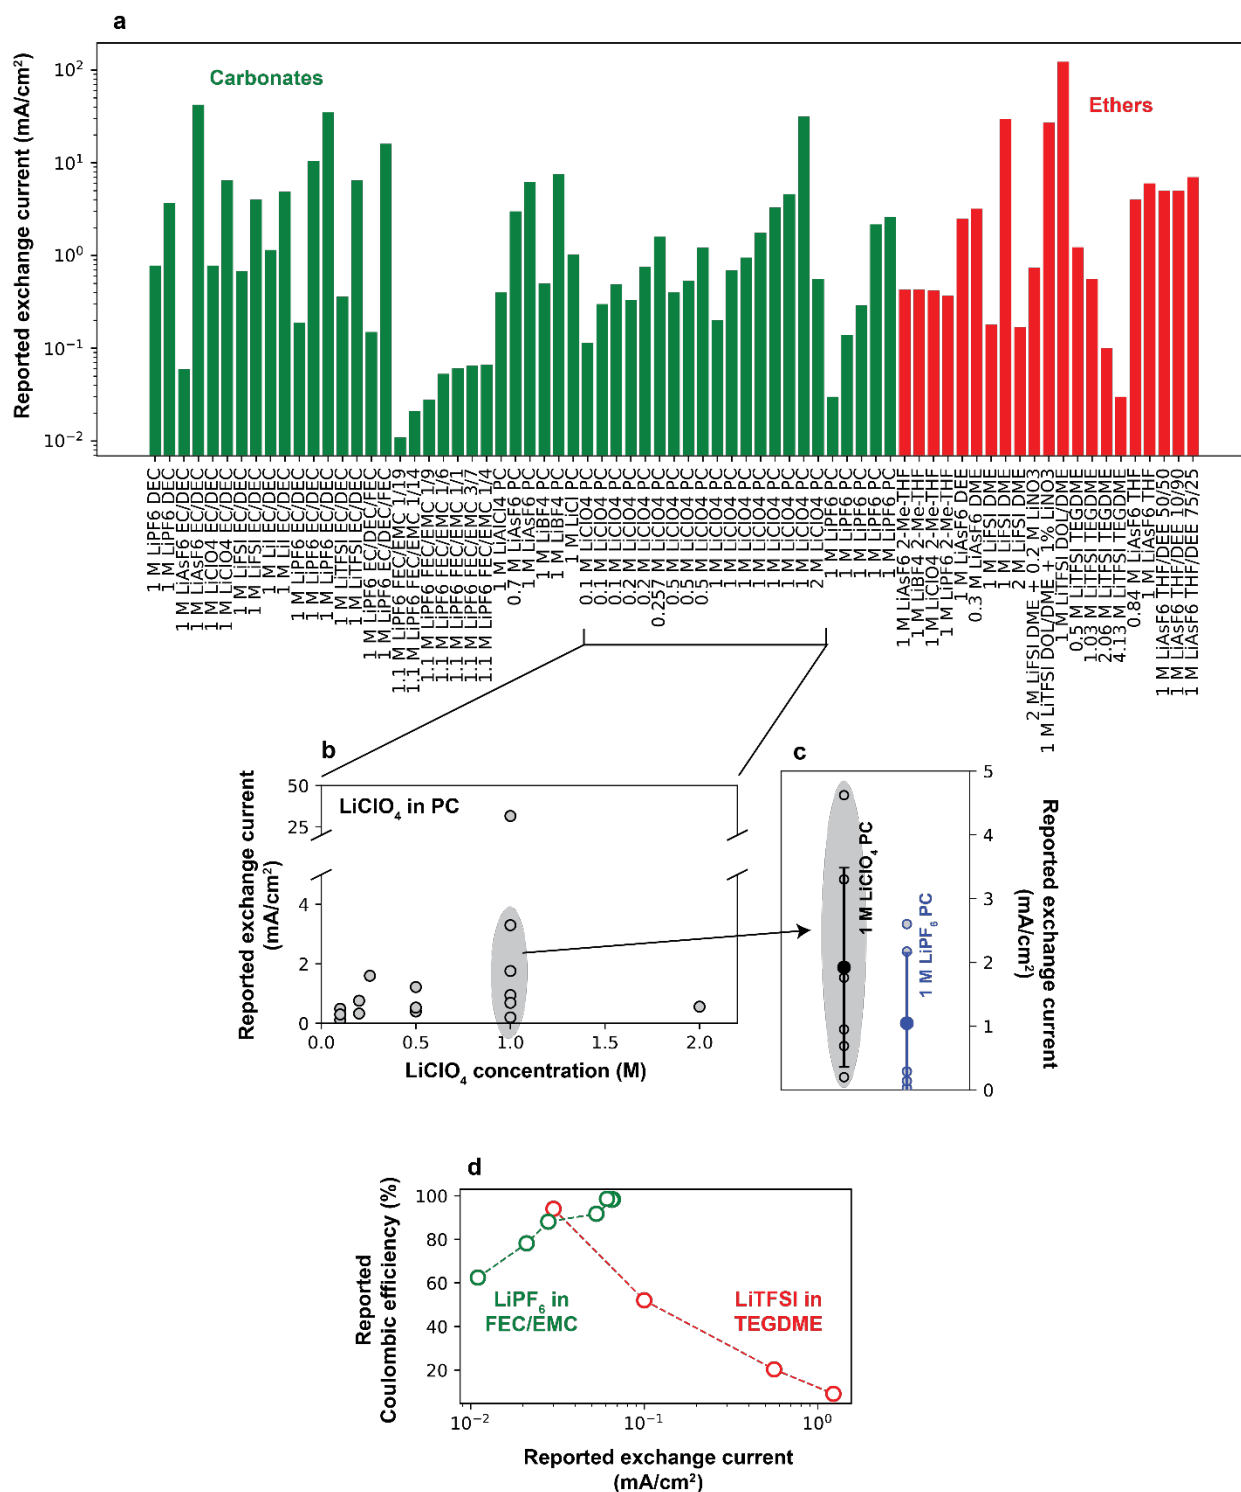 a
Reported exchange current (mA/cm²)
10²
10¹
10⁰
10⁻¹
10⁻²
Carbonates
Ethers
1 M LiPF6 DEC
1 M LiPF6 DEC
1 M LiAsF6 EC/DEC
1 M LiAsF6 EC/DEC
1 M LiClO4 EC/DEC
1 M LiClO4 EC/DEC
1 M LiFSI EC/DEC
1 M LiFSI EC/DEC
1 M LiI EC/DEC
1 M LiI EC/DEC
1 M LiPF6 EC/DEC
1 M LiPF6 EC/DEC
1 M LiPF6 EC/DEC
1 M LiTFSI EC/DEC
1 M LiTFSI EC/DEC
1 M LiPF6 EC/DEC/FEC
1 M LiPF6 EC/DEC/FEC
1.1 M LiPF6 FEC/EMC 1/19
1.1 M LiPF6 FEC/EMC 1/14
1.1 M LiPF6 FEC/EMC 1/9
1.1 M LiPF6 FEC/EMC 1/6
1.1 M LiPF6 FEC/EMC 1/1
1.1 M LiPF6 FEC/EMC 3/7
1.1 M LiPF6 FEC/EMC 1/4
1 M LiAlCl4 PC
0.7 M LiAsF6 PC
1 M LiAsF6 PC
1 M LiBF4 PC
1 M LiBF4 PC
1 M LiCl PC
0.1 M LiClO4 PC
0.1 M LiClO4 PC
0.1 M LiClO4 PC
0.2 M LiClO4 PC
0.2 M LiClO4 PC
0.257 M LiClO4 PC
0.5 M LiClO4 PC
0.5 M LiClO4 PC
0.5 M LiClO4 PC
1 M LiClO4 PC
1 M LiClO4 PC
1 M LiClO4 PC
1 M LiClO4 PC
1 M LiClO4 PC
1 M LiClO4 PC
1 M LiClO4 PC
2 M LiClO4 PC
1 M LiPF6 PC
1 M LiPF6 PC
1 M LiPF6 PC
1 M LiPF6 PC
1 M LiPF6 PC
1 M LiAsF6 2-Me-THF
1 M LiBF4 2-Me-THF
1 M LiClO4 2-Me-THF
1 M LiPF6 2-Me-THF
1 M LiAsF6 DEE
0.3 M LiAsF6 DME
1 M LiFSI DME
1 M LiFSI DME
2 M LiFSI DME
2 M LiFSI DME + 0.2 M LiNO3
1 M LiTFSI DOL/DME + 1% LiNO3
1 M LiTFSI DOL/DME
0.5 M LiTFSI TEGDME
1.03 M LiTFSI TEGDME
2.06 M LiTFSI TEGDME
4.13 M LiTFSI TEGDME
0.84 M LiAsF6 THF
1 M LiAsF6 THF
1 M LiAsF6 THF/DEE 10/50
1 M LiAsF6 THF/DEE 10/90
1 M LiAsF6 THF/DEE 75/25
b
Reported exchange current
(mA/cm²)
50
25
4
2
0
LiClO₄ in PC
0.0
0.5
1.0
1.5
2.0
LiClO₄ concentration (M)
c
1 M LiClO₄ PC
1 M LiPF₆ PC
5
4
3
2
1
0
Reported exchange current
(mA/cm²)
d
Reported
Coulombic efficiency (%)
100
80
60
40
20
LiPF₆ in
FEC/EMC
LiTFSI in
TEGDME
10⁻²
10⁻¹
10⁰
Reported exchange current
(mA/cm²)